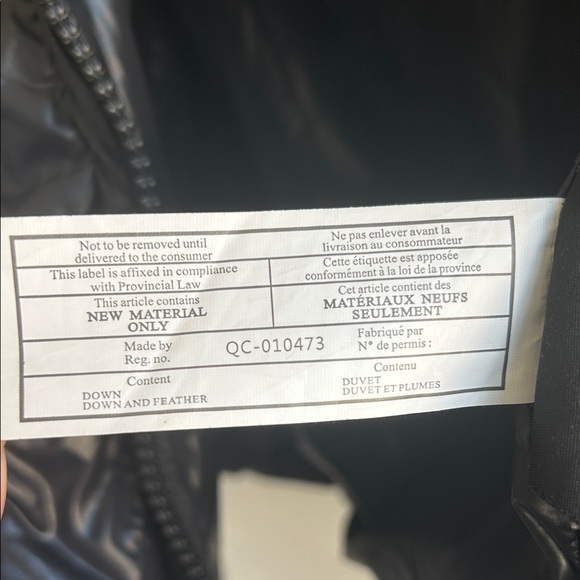 Not to be removed until
delivered to the consumer
Ne pas enlever avant la
livraison au consommateur
This label is affixed in compliance
with Provincial Law
Cette étiquette est apposée
conformément à la loi de la province
This article contains
NEW MATERIAL
ONLY
Cet article contient des
MATÉRIAUX NEUFS
SEULEMENT
Made by
Reg. no.
QC-010473
Fabriqué par
N° de permis :
Content
DOWN
DOWN AND FEATHER
Contenu
DUVET
DUVET ET PLUMES